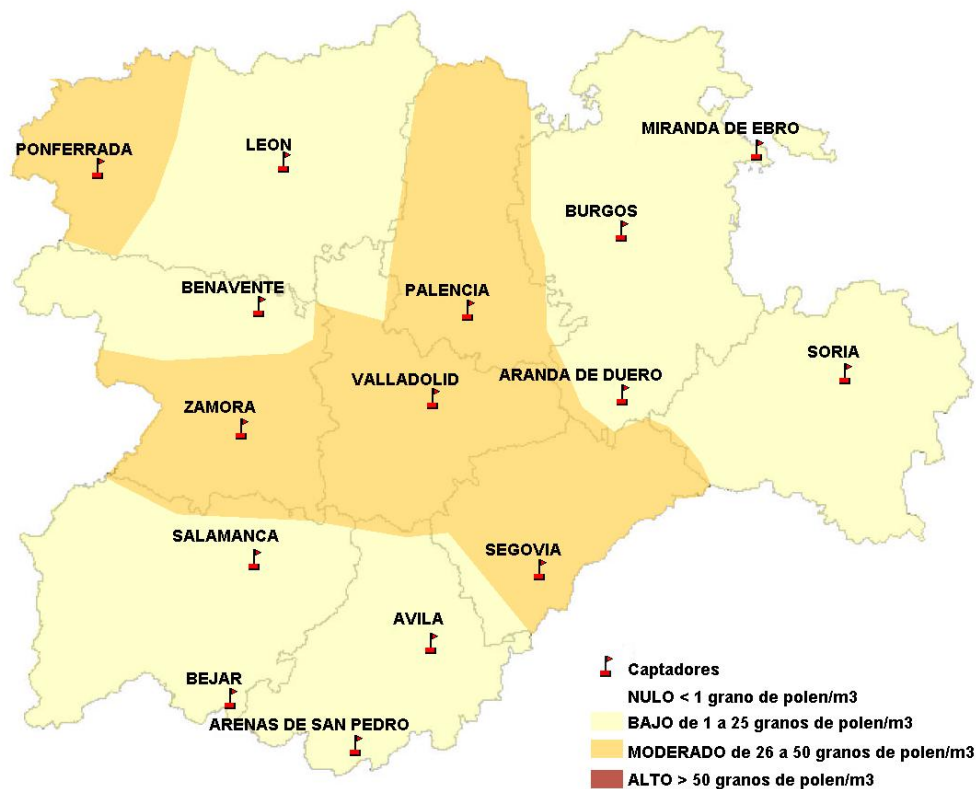 MIRANDA DE EBRO
PONFERRADA
LEON
BURGOS
BENAVENTE
PALENCIA
SORIA
VALLADOLID
ARANDA DE DUERO
ZAMORA
SALAMANCA
SEGOVIA
AVILA
BEJAR
ARENAS DE SAN PEDRO
Captadores
NULO < 1 grano de polen/m3
BAJO de 1 a 25 granos de polen/m3
MODERADO de 26 a 50 granos de polen/m3
ALTO > 50 granos de polen/m3